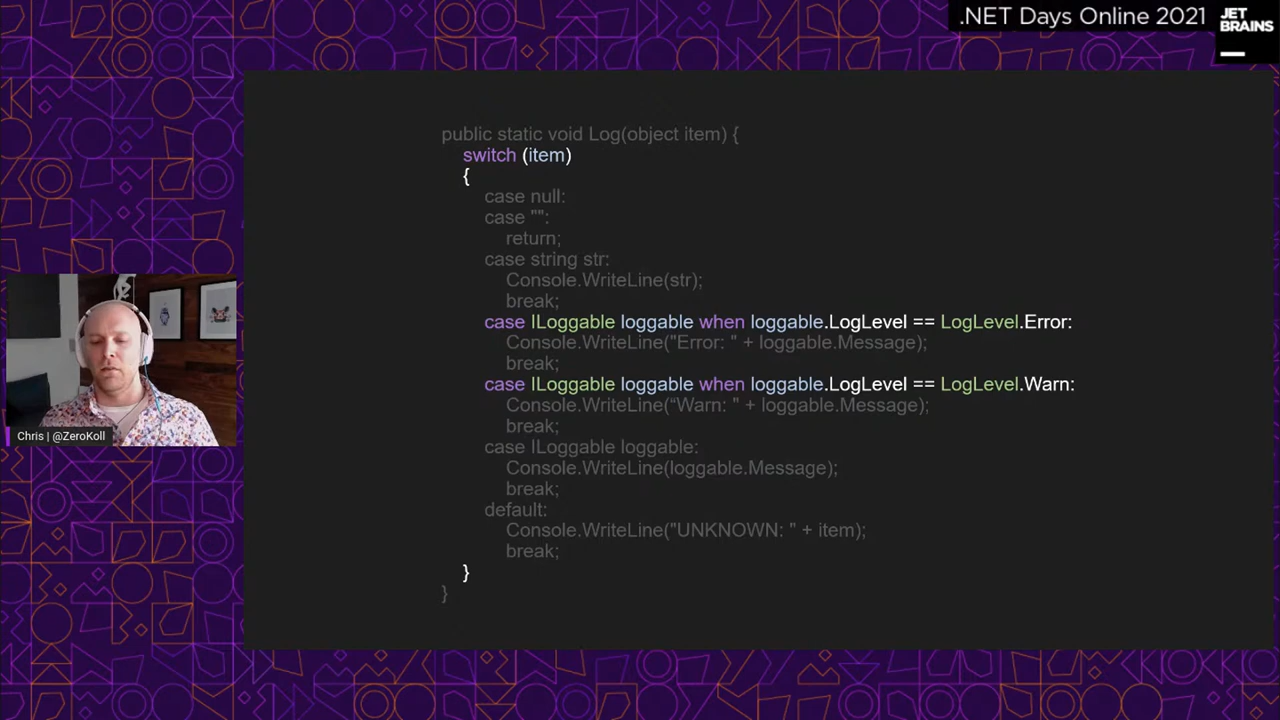 .NET Days Online 2021
JET
BRAINS
public static void Log(object item) {
switch (item)
{
case null:
case "":
return;
case string str:
Console.WriteLine(str);
break;
case ILoggable loggable when loggable.LogLevel == LogLevel.Error:
Console.WriteLine("Error: " + loggable.Message);
break;
case ILoggable loggable when loggable.LogLevel == LogLevel.Warn:
Console.WriteLine(“Warn: " + loggable.Message);
break;
case ILoggable loggable:
Console.WriteLine(loggable.Message);
break;
default:
Console.WriteLine("UNKNOWN: " + item);
break;
}
}
Chris | @ZeroKoll